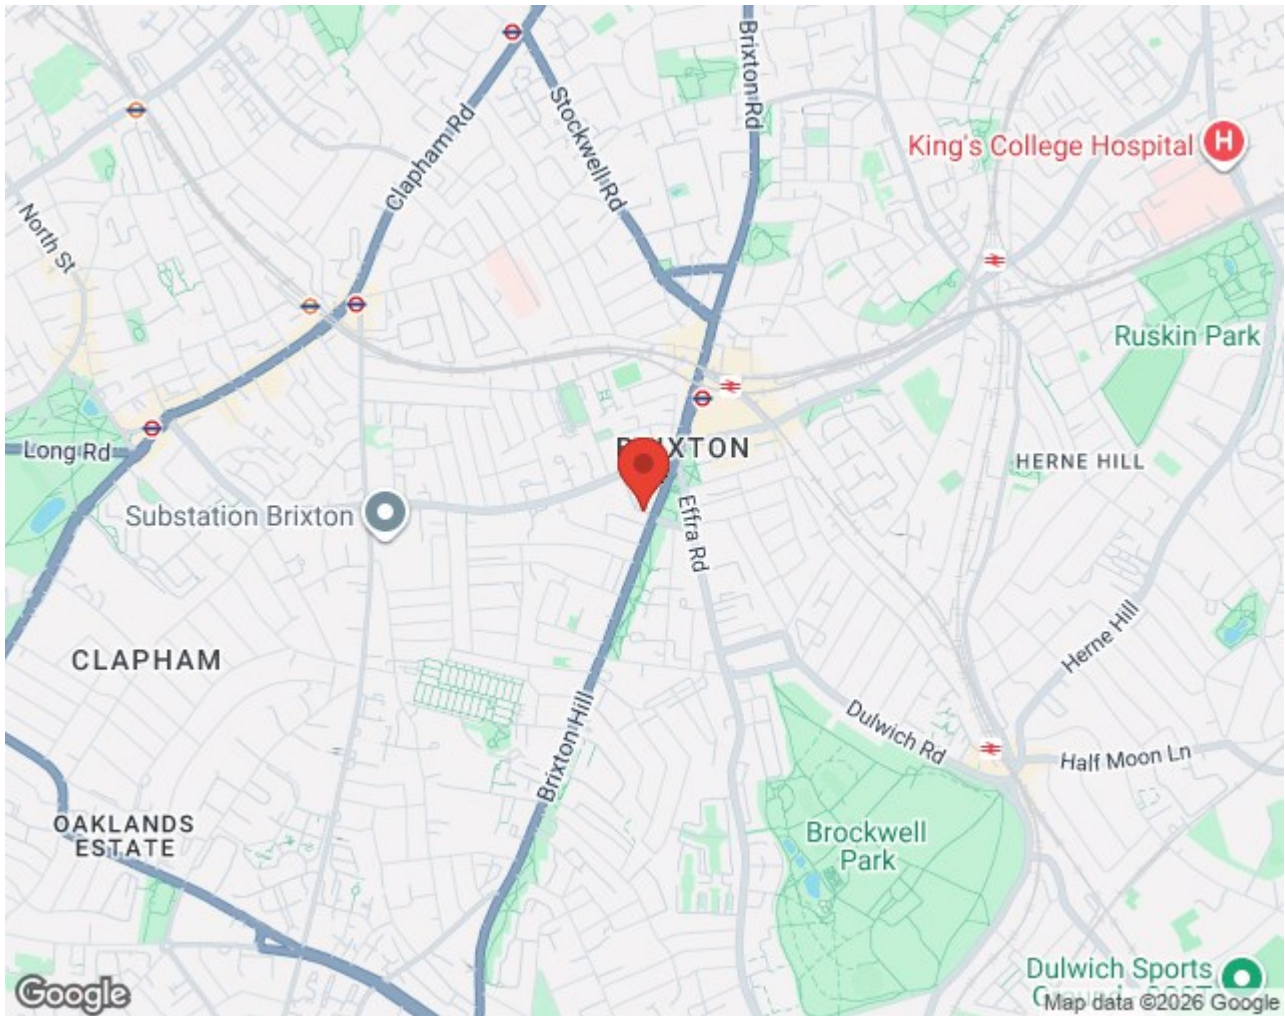 Brixton Rd
Stockwell Rd
Clapham Rd
King's College Hospital
H
North St
Ruskin Park
Long Rd
BRIXTON
HERNE HILL
Substation Brixton
Effra Rd
Herne Hill
CLAPHAM
Brixton Hill
Dulwich Rd
Half Moon Ln
OAKLANDS
ESTATE
Brockwell
Park
Dulwich Sports
Google
Map data ©2026 Google